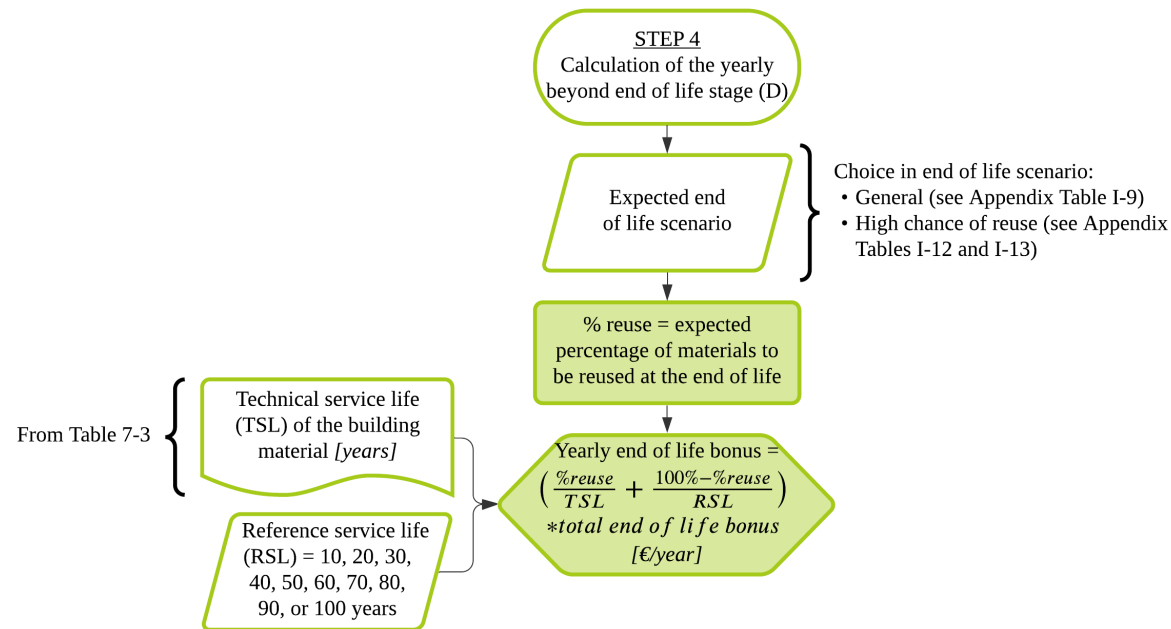 STEP 4
Calculation of the yearly
beyond end of life stage (D)
Expected end
of life scenario
Choice in end of life scenario:
• General (see Appendix Table I-9)
• High chance of reuse (see Appendix
Tables I-12 and I-13)
% reuse = expected
percentage of materials to
be reused at the end of life
From Table 7-3
Technical service life
(TSL) of the building
material [years]
Reference service life
(RSL) = 10, 20, 30,
40, 50, 60, 70, 80,
90, or 100 years
Yearly end of life bonus =
(%reuse/TSL + 100%−%reuse/RSL)
*total end of life bonus
[€/year]